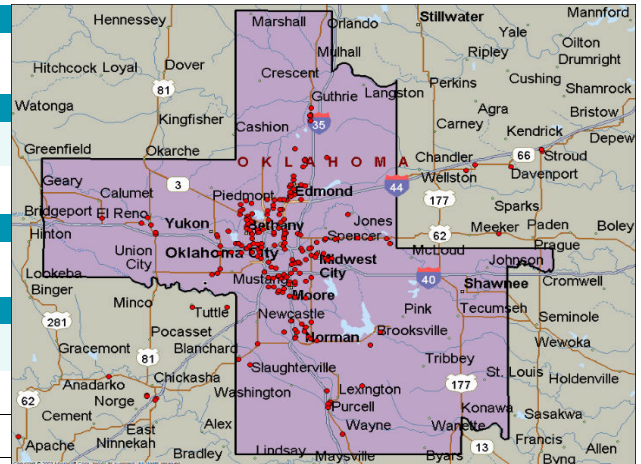 Hennessey Marshall Orlando Stillwater Mannford
Yale
Mulhall Ripley Oilton
Hitchcock Loyal Dover Crescent Drumright
Perkins Cushing
81 Guthrie Langston Shamrock
Watonga Agra
Kingfisher Cashion 35 Carney Bristow
Kendrick Depew
Greenfield Okarche OKLAHOMA Chandler 66 Stroud
Wellston Davenport
Geary 3 44
Calumet Piedmont Edmond 177
Bridgeport El Reno Yukon Bethany Jones Sparks
Hinton Spencer 62 Meeker Paden Boley
Union City Oklahoma City McLoud Prague
Midwest City Johnson
Lookeba Mustang 40 Cromwell
Binger Moore Shawnee
Minco Tuttle Newcastle Pink Tecumseh Seminole
281 Pocasset
Gracemont 81 Blanchard Norman Brooksville Wewoka
Tribbey
Slaughterville St. Louis
Anadarko Chickasha Holdenville
62 Norge Washington Lexington 177
Cement Purcell Konawa Sasakwa
East Ninnekah Alex Wayne Wanette
Apache Francis Allen
Bradley Lindsay Maysville Byars 13 Byng